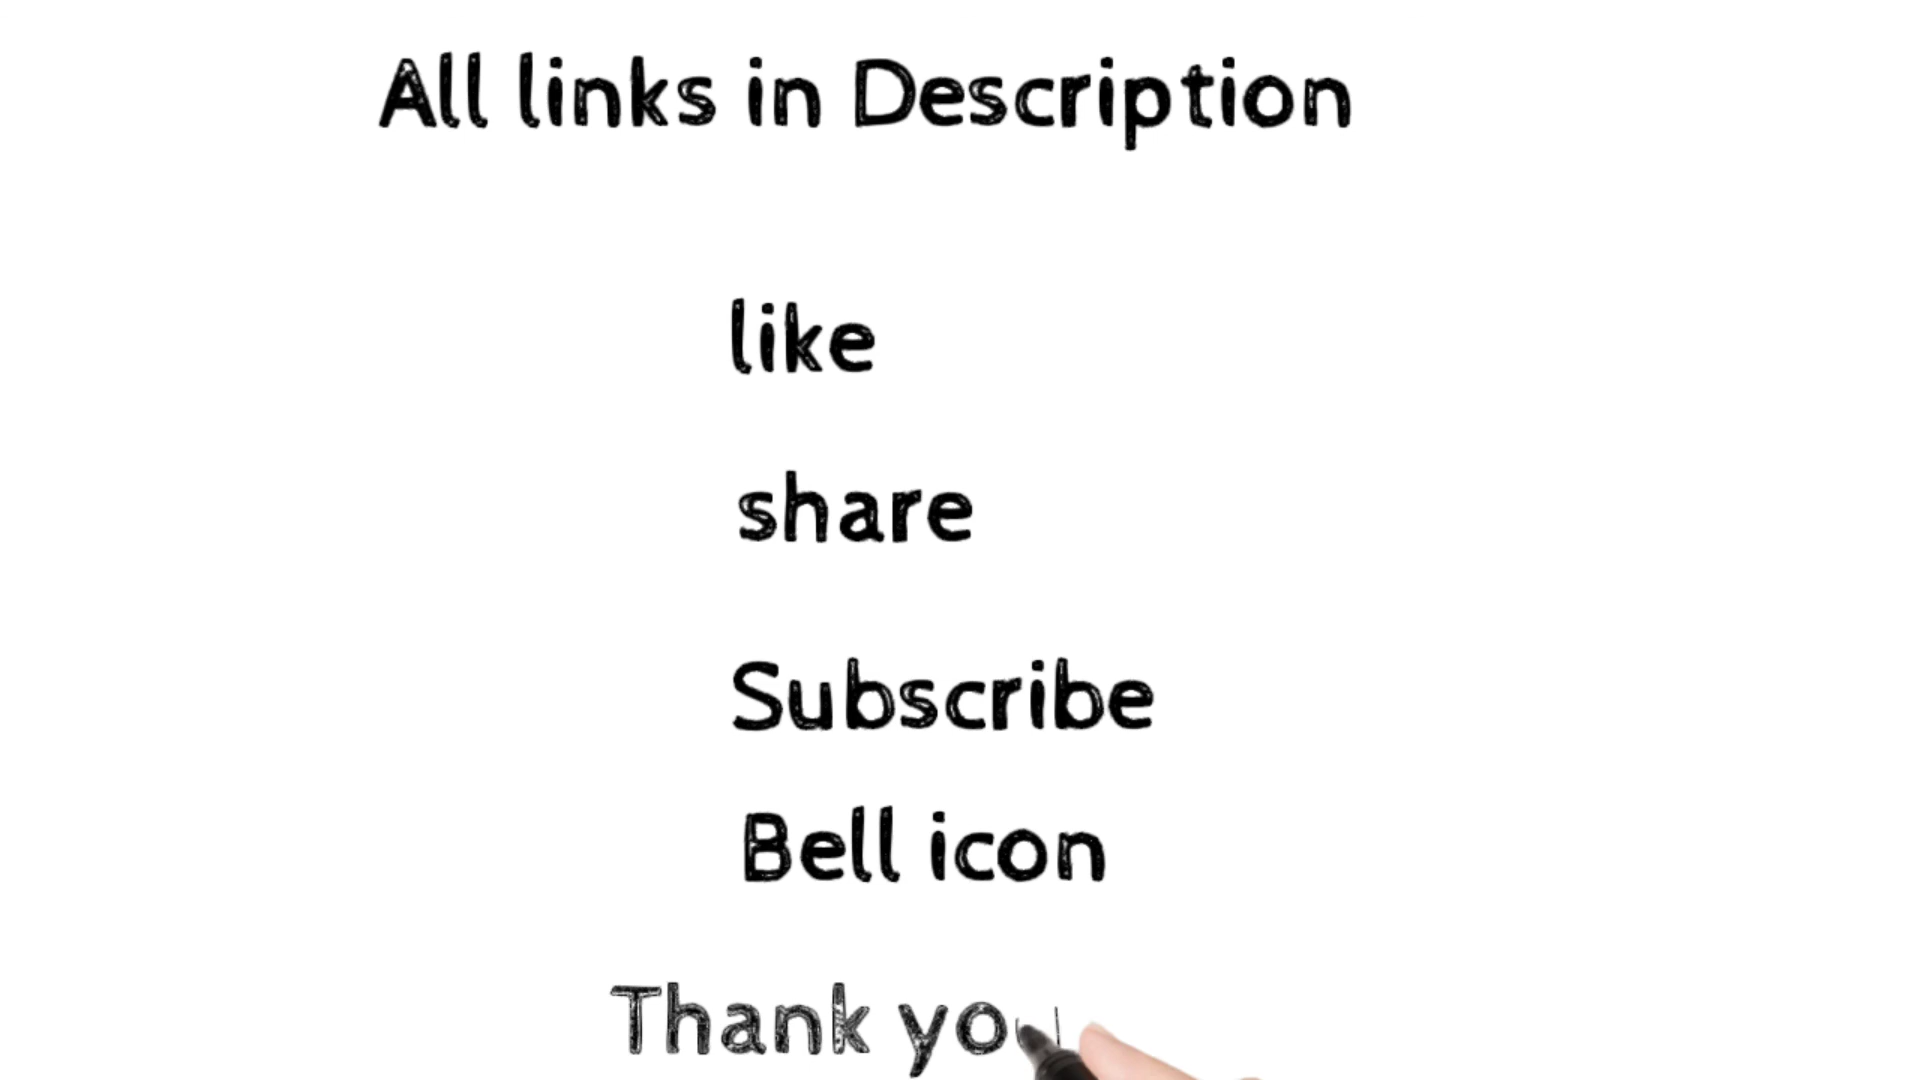 All links in Description
like
share
Subscribe
Bell icon
Thank yo